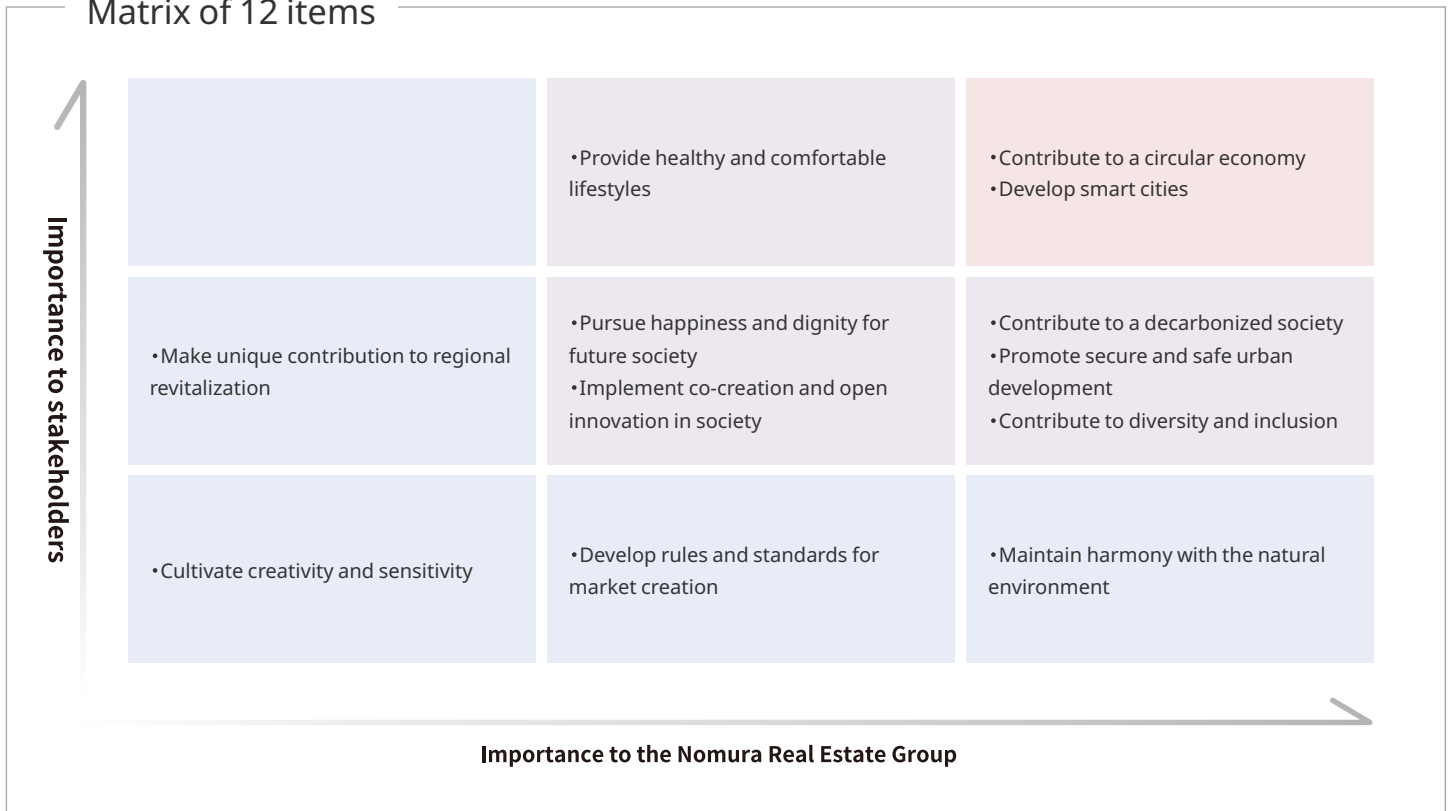 Matrix of 12 items
Importance to stakeholders
•Provide healthy and comfortable
lifestyles
•Contribute to a circular economy
•Develop smart cities
•Make unique contribution to regional
revitalization
•Pursue happiness and dignity for
future society
•Implement co-creation and open
innovation in society
•Contribute to a decarbonized society
•Promote secure and safe urban
development
•Contribute to diversity and inclusion
•Cultivate creativity and sensitivity
•Develop rules and standards for
market creation
•Maintain harmony with the natural
environment
Importance to the Nomura Real Estate Group